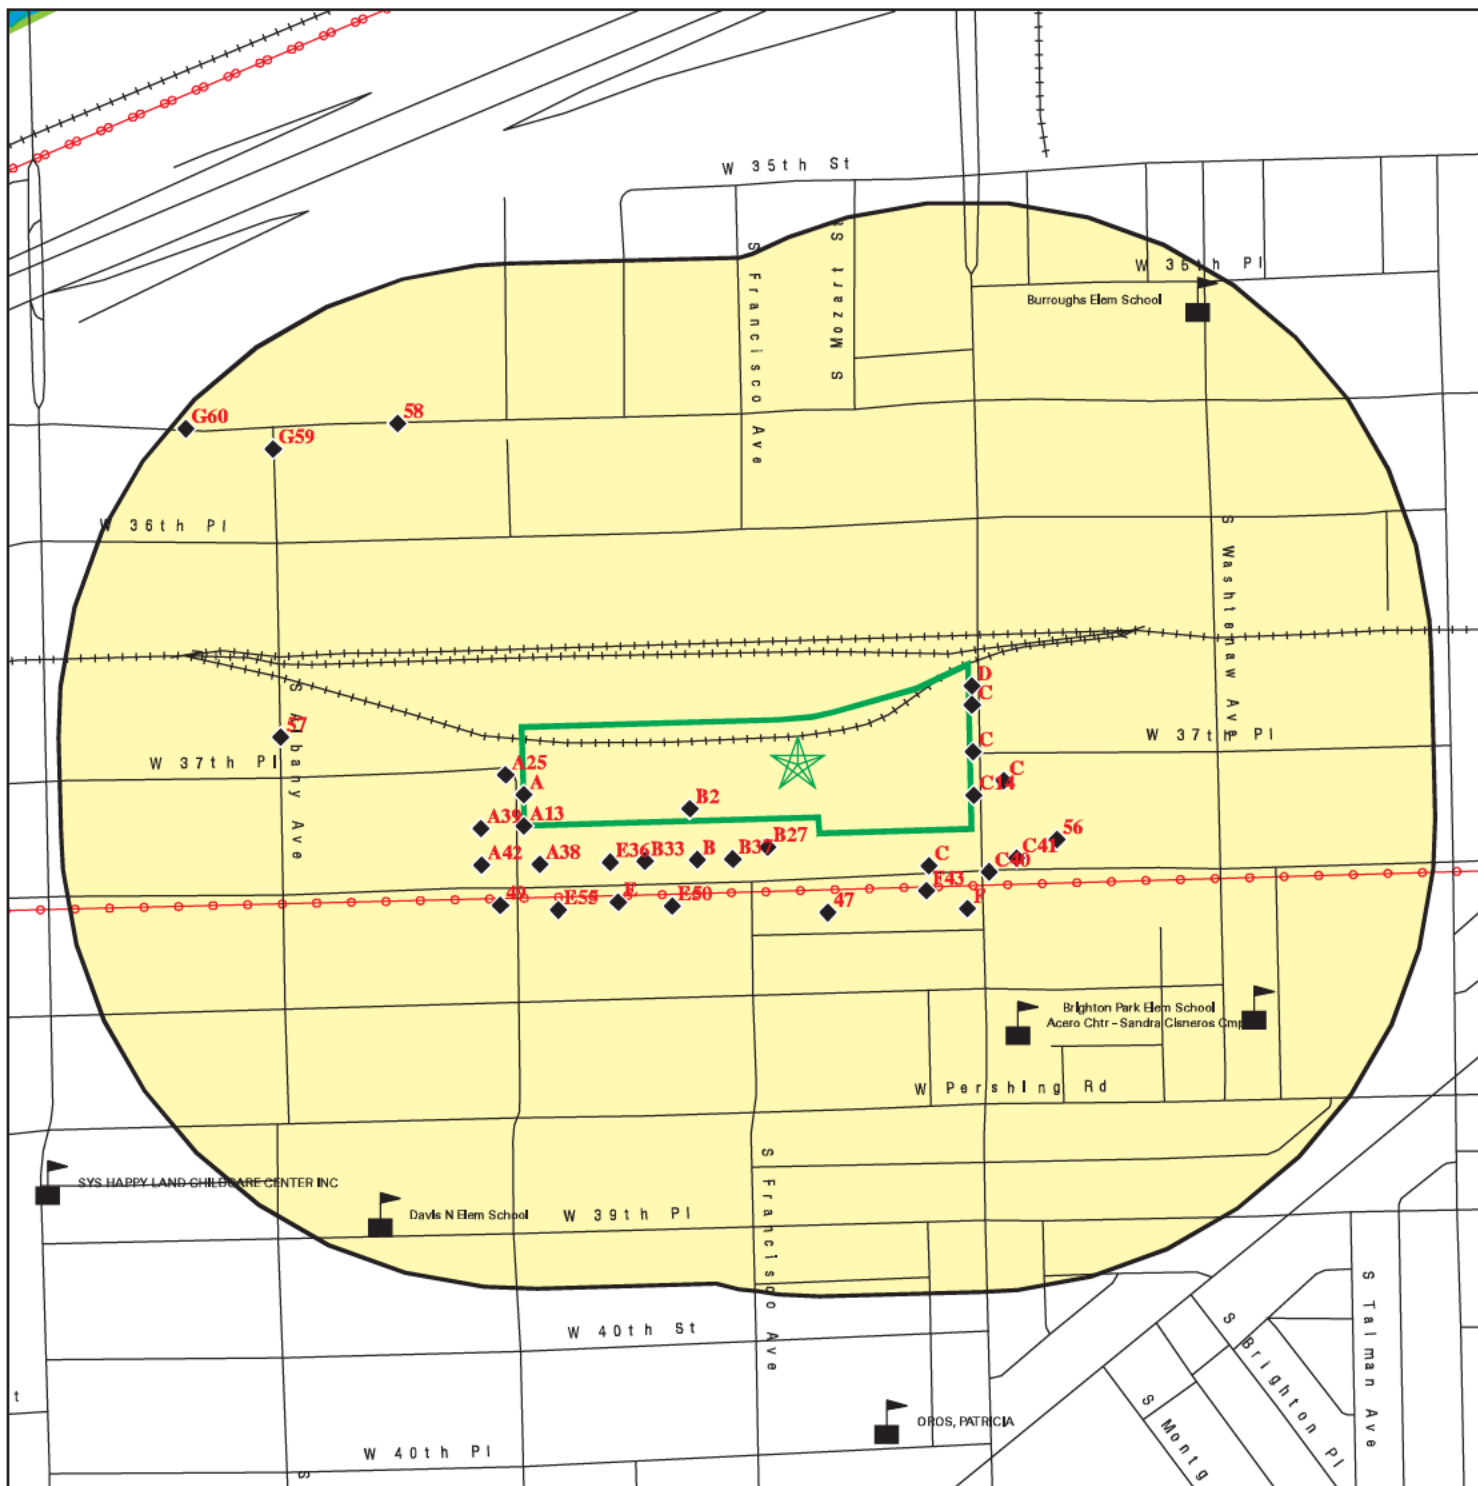 W 35th St
S Francisco Ave
S Mozart St
W 35th Pl
Burroughs Elem School
G60
58
G59
W 36th Pl
S Washtenaw Ave
S Albany Ave
57
D
C
W 37th Pl
C
W 37th Pl
A25
A
C14
C
B2
A39
A13
56
B27
A42
A38
E36
B33
B
C
C41
C40
F43
49
E55
E
E50
47
F
Brighton Park Elem School
Acero Chtr - Sandra Cisneros Cmp
W Pershing Rd
S Francisco Ave
SYS HAPPY LAND CHILDCARE CENTER INC
Davis N Elem School
W 39th Pl
W 40th St
S Talman Ave
S Brighton Pl
t
S Montg
OROS, PATRICIA
W 40th Pl
S